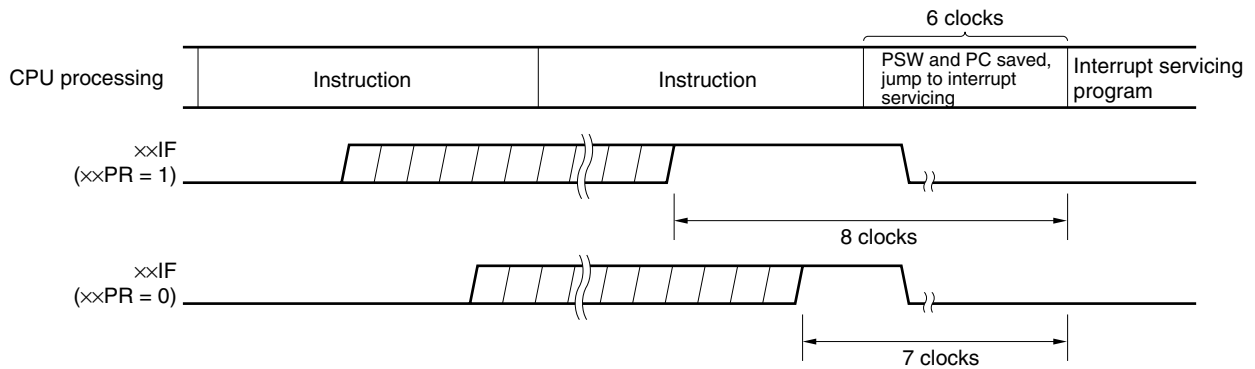 6 clocks
CPU processing
Instruction
Instruction
PSW and PC saved,
jump to interrupt
servicing
Interrupt servicing
program
××IF
(××PR = 1)
8 clocks
××IF
(××PR = 0)
7 clocks